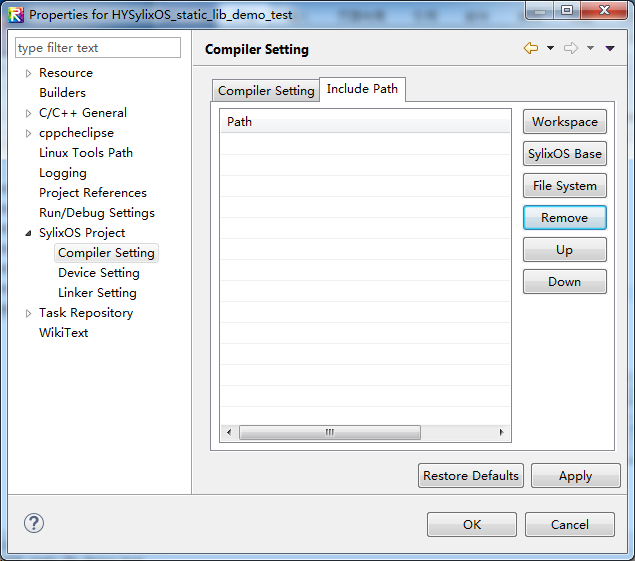 Properties for HYSylixOS_static_lib_demo_test
type filter text
Resource
Builders
C/C++ General
cppcheclipse
Linux Tools Path
Logging
Project References
Run/Debug Settings
SylixOS Project
Compiler Setting
Device Setting
Linker Setting
Task Repository
WikiText
Compiler Setting
Compiler Setting
Include Path
Path
Workspace
SylixOS Base
File System
Remove
Up
Down
Restore Defaults
Apply
?
OK
Cancel